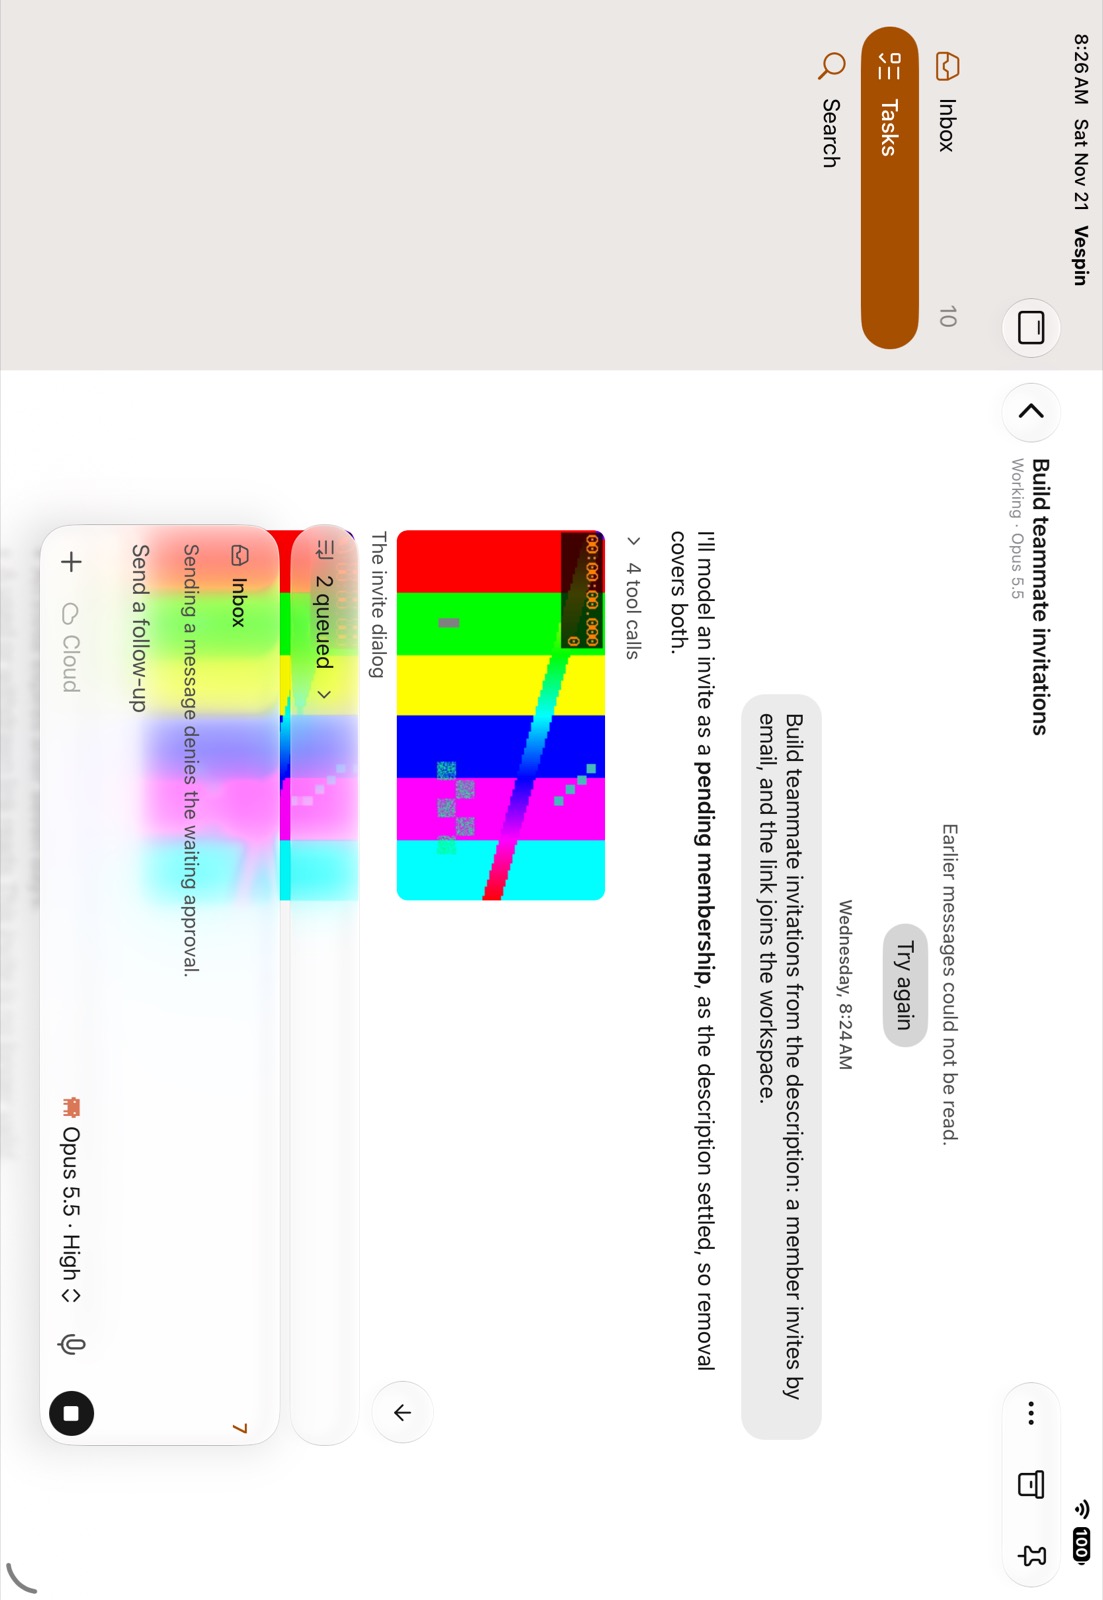 8:26 AM Sat Nov 21 Vespin
100
Build teammate invitations
Working · Opus 5.5
Inbox 10
Tasks
Search
Earlier messages could not be read.
Try again
Wednesday, 8:24 AM
Build teammate invitations from the description: a member invites by
email, and the link joins the workspace.
I'll model an invite as a pending membership, as the description settled, so removal
covers both.
4 tool calls
00:00:00.000
0
The invite dialog
2 queued
Inbox 7
Sending a message denies the waiting approval.
Send a follow-up
Cloud
Opus 5.5 · High